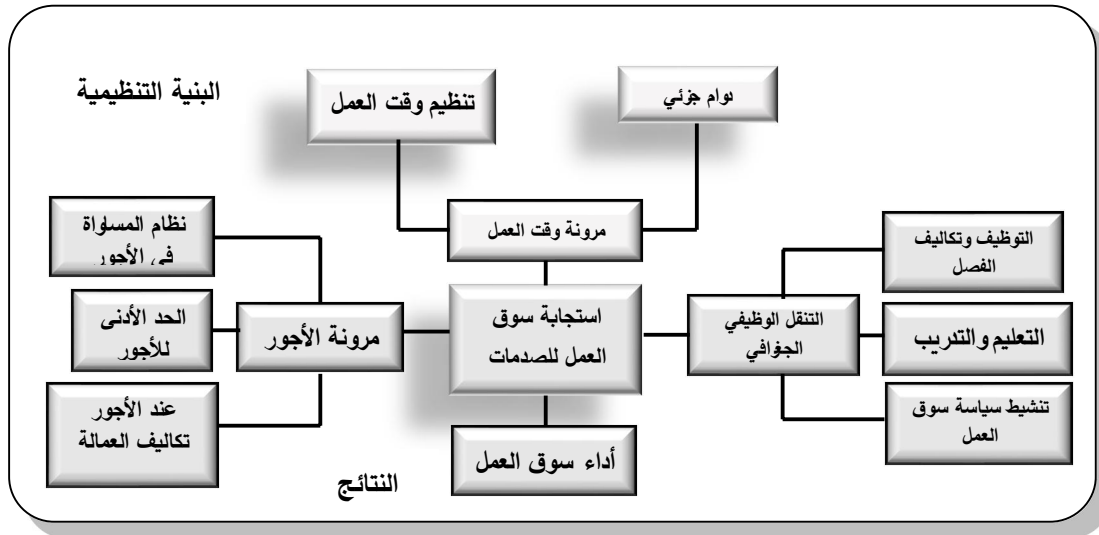 البنية التنظيمية
تنظيم وقت العمل
دوام جزئي
مرونة وقت العمل
التوظيف وتكاليف
الفصل
التنقل الوظيفي
الجغرافي
التعليم والتدريب
تنشيط سياسة سوق
العمل
استجابة سوق
العمل للصدمات
مرونة الأجور
نظام المساواة
في الأجور
الحد الأدنى
للأجور
عند الأجور
تكاليف العمالة
أداء سوق العمل
النتائج